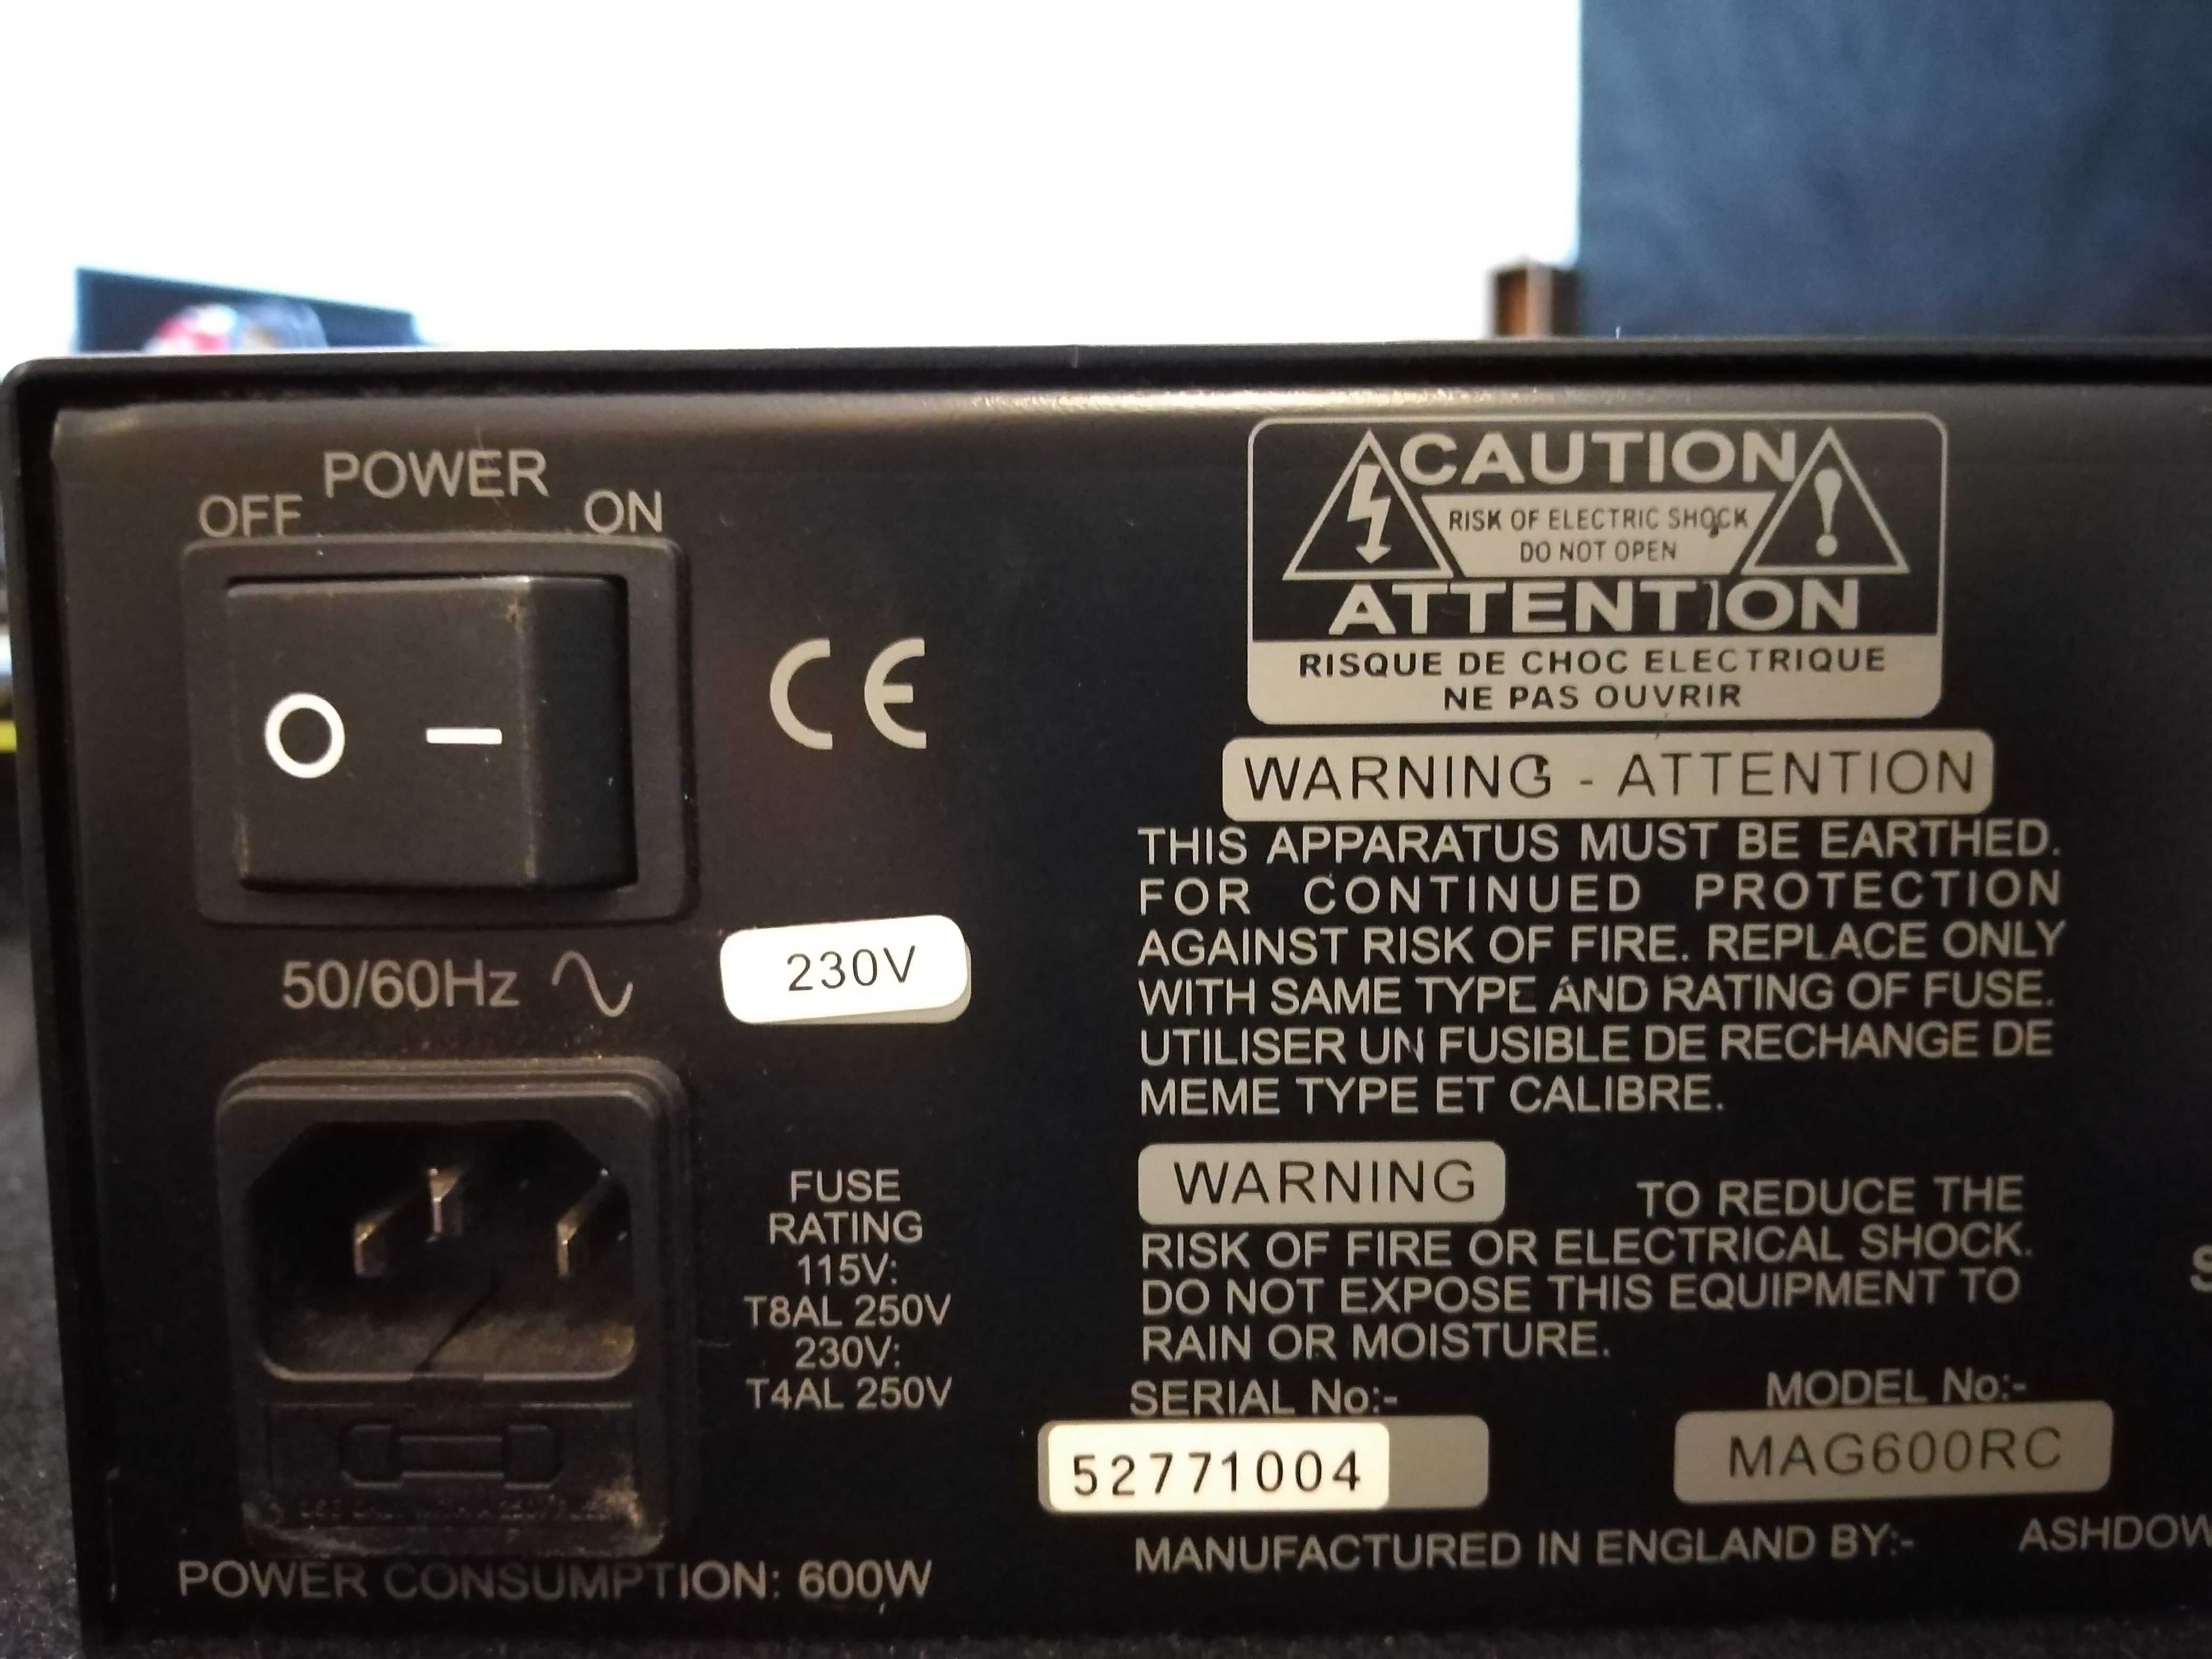 POWER
OFF ON
O –
CE
50/60Hz
230V
FUSE
RATING
115V:
T8AL 250V
230V:
T4AL 250V
POWER CONSUMPTION: 600W
CAUTION
RISK OF ELECTRIC SHOCK
DO NOT OPEN
ATTENTION
RISQUE DE CHOC ELECTRIQUE
NE PAS OUVRIR
WARNING - ATTENTION
THIS APPARATUS MUST BE EARTHED.
FOR CONTINUED PROTECTION
AGAINST RISK OF FIRE. REPLACE ONLY
WITH SAME TYPE AND RATING OF FUSE.
UTILISER UN FUSIBLE DE RECHANGE DE
MEME TYPE ET CALIBRE.
WARNING TO REDUCE THE
RISK OF FIRE OR ELECTRICAL SHOCK.
DO NOT EXPOSE THIS EQUIPMENT TO
RAIN OR MOISTURE.
SERIAL No:- MODEL No:-
52771004 MAG600RC
MANUFACTURED IN ENGLAND BY:- ASHDOW